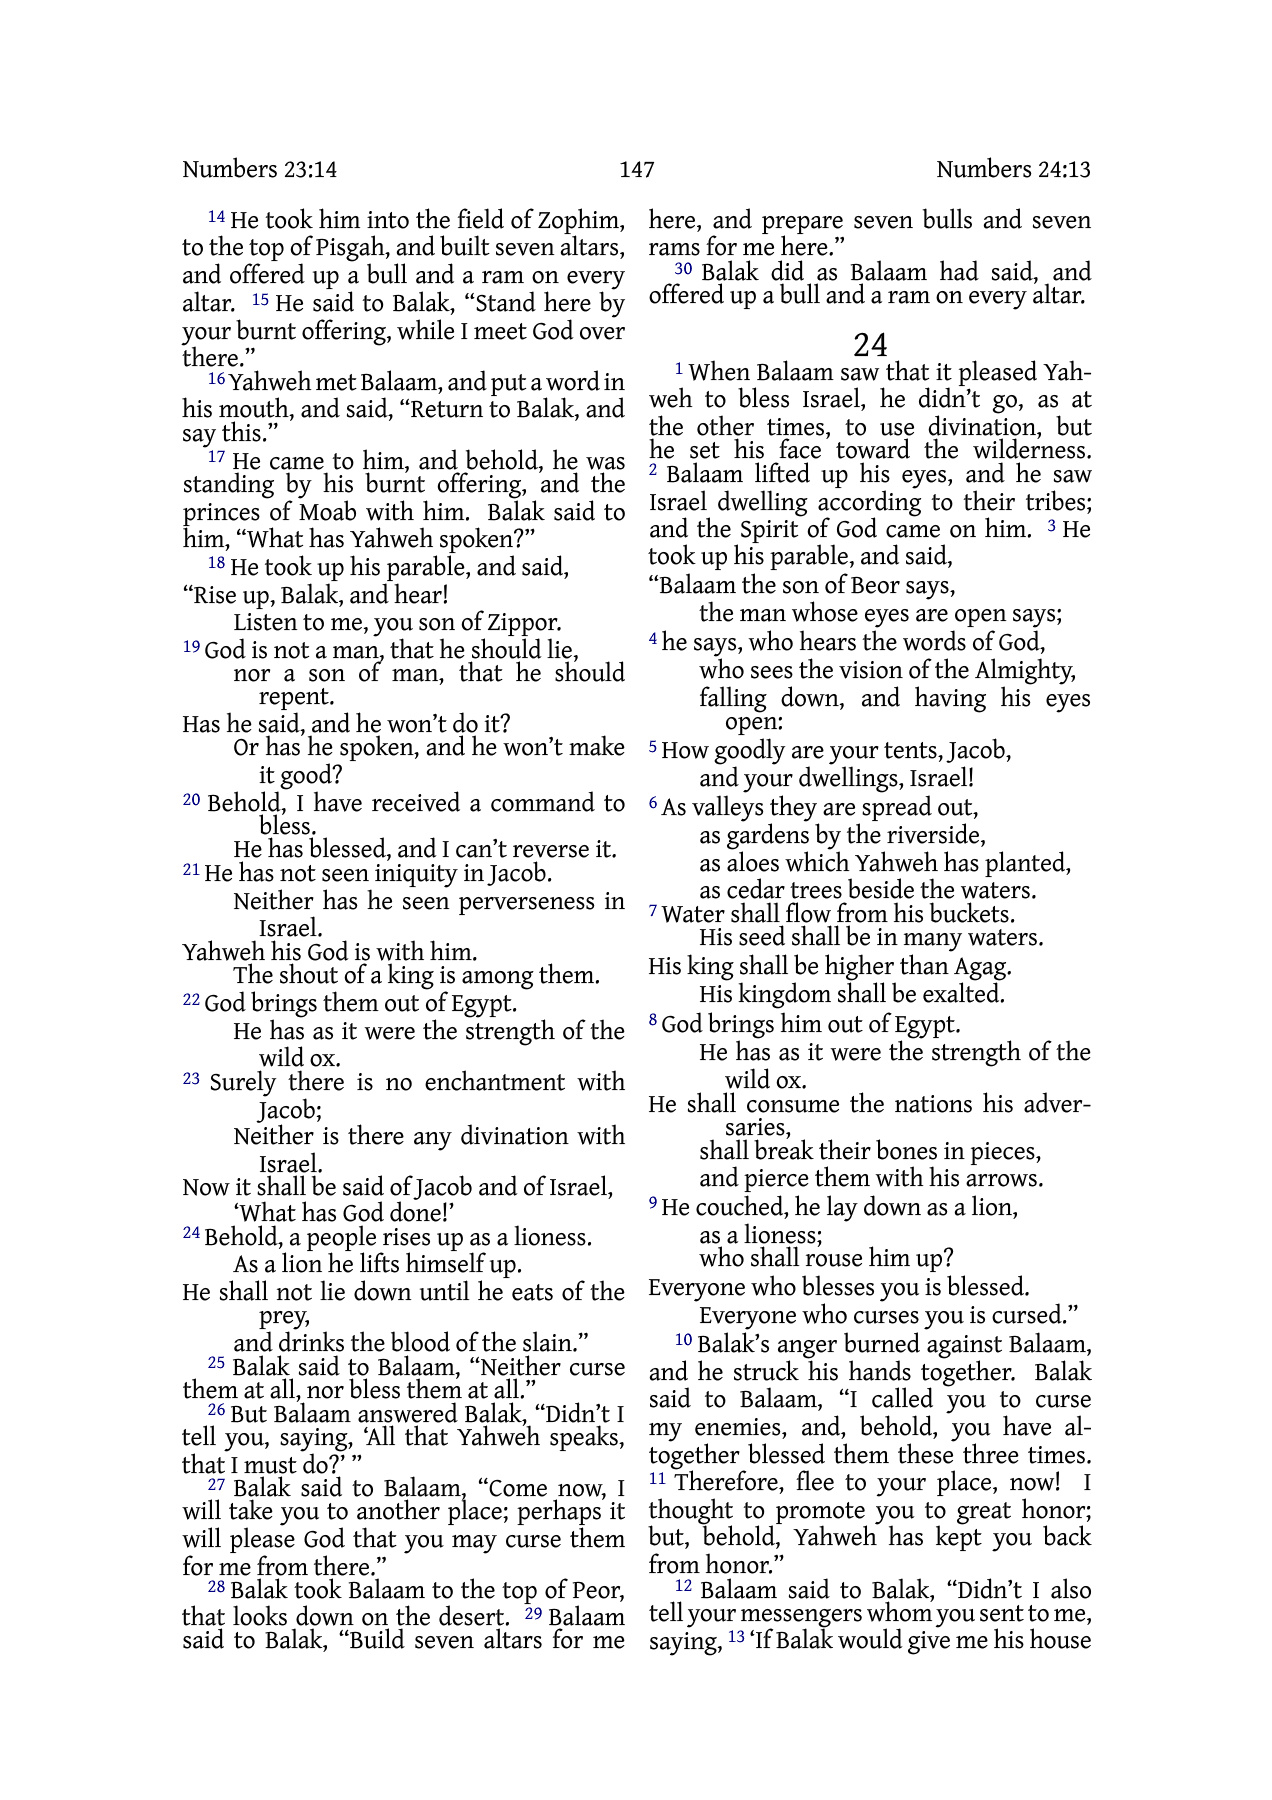 Numbers 23:14 147 Numbers 24:13
14 He took him into the field of Zophim,
to the top of Pisgah, and built seven altars,
and offered up a bull and a ram on every
altar. 15 He said to Balak, “Stand here by
your burnt offering, while I meet God over
there.”
16 Yahweh met Balaam, and put a word in
his mouth, and said, “Return to Balak, and
say this.”
17 He came to him, and behold, he was
standing by his burnt offering, and the
princes of Moab with him. Balak said to
him, “What has Yahweh spoken?”
18 He took up his parable, and said,
“Rise up, Balak, and hear!
Listen to me, you son of Zippor.
19 God is not a man, that he should lie,
nor a son of man, that he should
repent.
Has he said, and he won’t do it?
Or has he spoken, and he won’t make
it good?
20 Behold, I have received a command to
bless.
He has blessed, and I can’t reverse it.
21 He has not seen iniquity in Jacob.
Neither has he seen perverseness in
Israel.
Yahweh his God is with him.
The shout of a king is among them.
22 God brings them out of Egypt.
He has as it were the strength of the
wild ox.
23 Surely there is no enchantment with
Jacob;
Neither is there any divination with
Israel.
Now it shall be said of Jacob and of Israel,
‘What has God done!’
24 Behold, a people rises up as a lioness.
As a lion he lifts himself up.
He shall not lie down until he eats of the
prey,
and drinks the blood of the slain.”
25 Balak said to Balaam, “Neither curse
them at all, nor bless them at all.”
26 But Balaam answered Balak, “Didn’t I
tell you, saying, ‘All that Yahweh speaks,
that I must do?’ ”
27 Balak said to Balaam, “Come now, I
will take you to another place; perhaps it
will please God that you may curse them
for me from there.”
28 Balak took Balaam to the top of Peor,
that looks down on the desert. 29 Balaam
said to Balak, “Build seven altars for me
here, and prepare seven bulls and seven
rams for me here.”
30 Balak did as Balaam had said, and
offered up a bull and a ram on every altar.
24
1 When Balaam saw that it pleased Yah-
weh to bless Israel, he didn’t go, as at
the other times, to use divination, but
he set his face toward the wilderness.
2 Balaam lifted up his eyes, and he saw
Israel dwelling according to their tribes;
and the Spirit of God came on him. 3 He
took up his parable, and said,
“Balaam the son of Beor says,
the man whose eyes are open says;
4 he says, who hears the words of God,
who sees the vision of the Almighty,
falling down, and having his eyes
open:
5 How goodly are your tents, Jacob,
and your dwellings, Israel!
6 As valleys they are spread out,
as gardens by the riverside,
as aloes which Yahweh has planted,
as cedar trees beside the waters.
7 Water shall flow from his buckets.
His seed shall be in many waters.
His king shall be higher than Agag.
His kingdom shall be exalted.
8 God brings him out of Egypt.
He has as it were the strength of the
wild ox.
He shall consume the nations his adver-
saries,
shall break their bones in pieces,
and pierce them with his arrows.
9 He couched, he lay down as a lion,
as a lioness;
who shall rouse him up?
Everyone who blesses you is blessed.
Everyone who curses you is cursed.”
10 Balak’s anger burned against Balaam,
and he struck his hands together. Balak
said to Balaam, “I called you to curse
my enemies, and, behold, you have al-
together blessed them these three times.
11 Therefore, flee to your place, now! I
thought to promote you to great honor;
but, behold, Yahweh has kept you back
from honor.”
12 Balaam said to Balak, “Didn’t I also
tell your messengers whom you sent to me,
saying, 13 ‘If Balak would give me his house